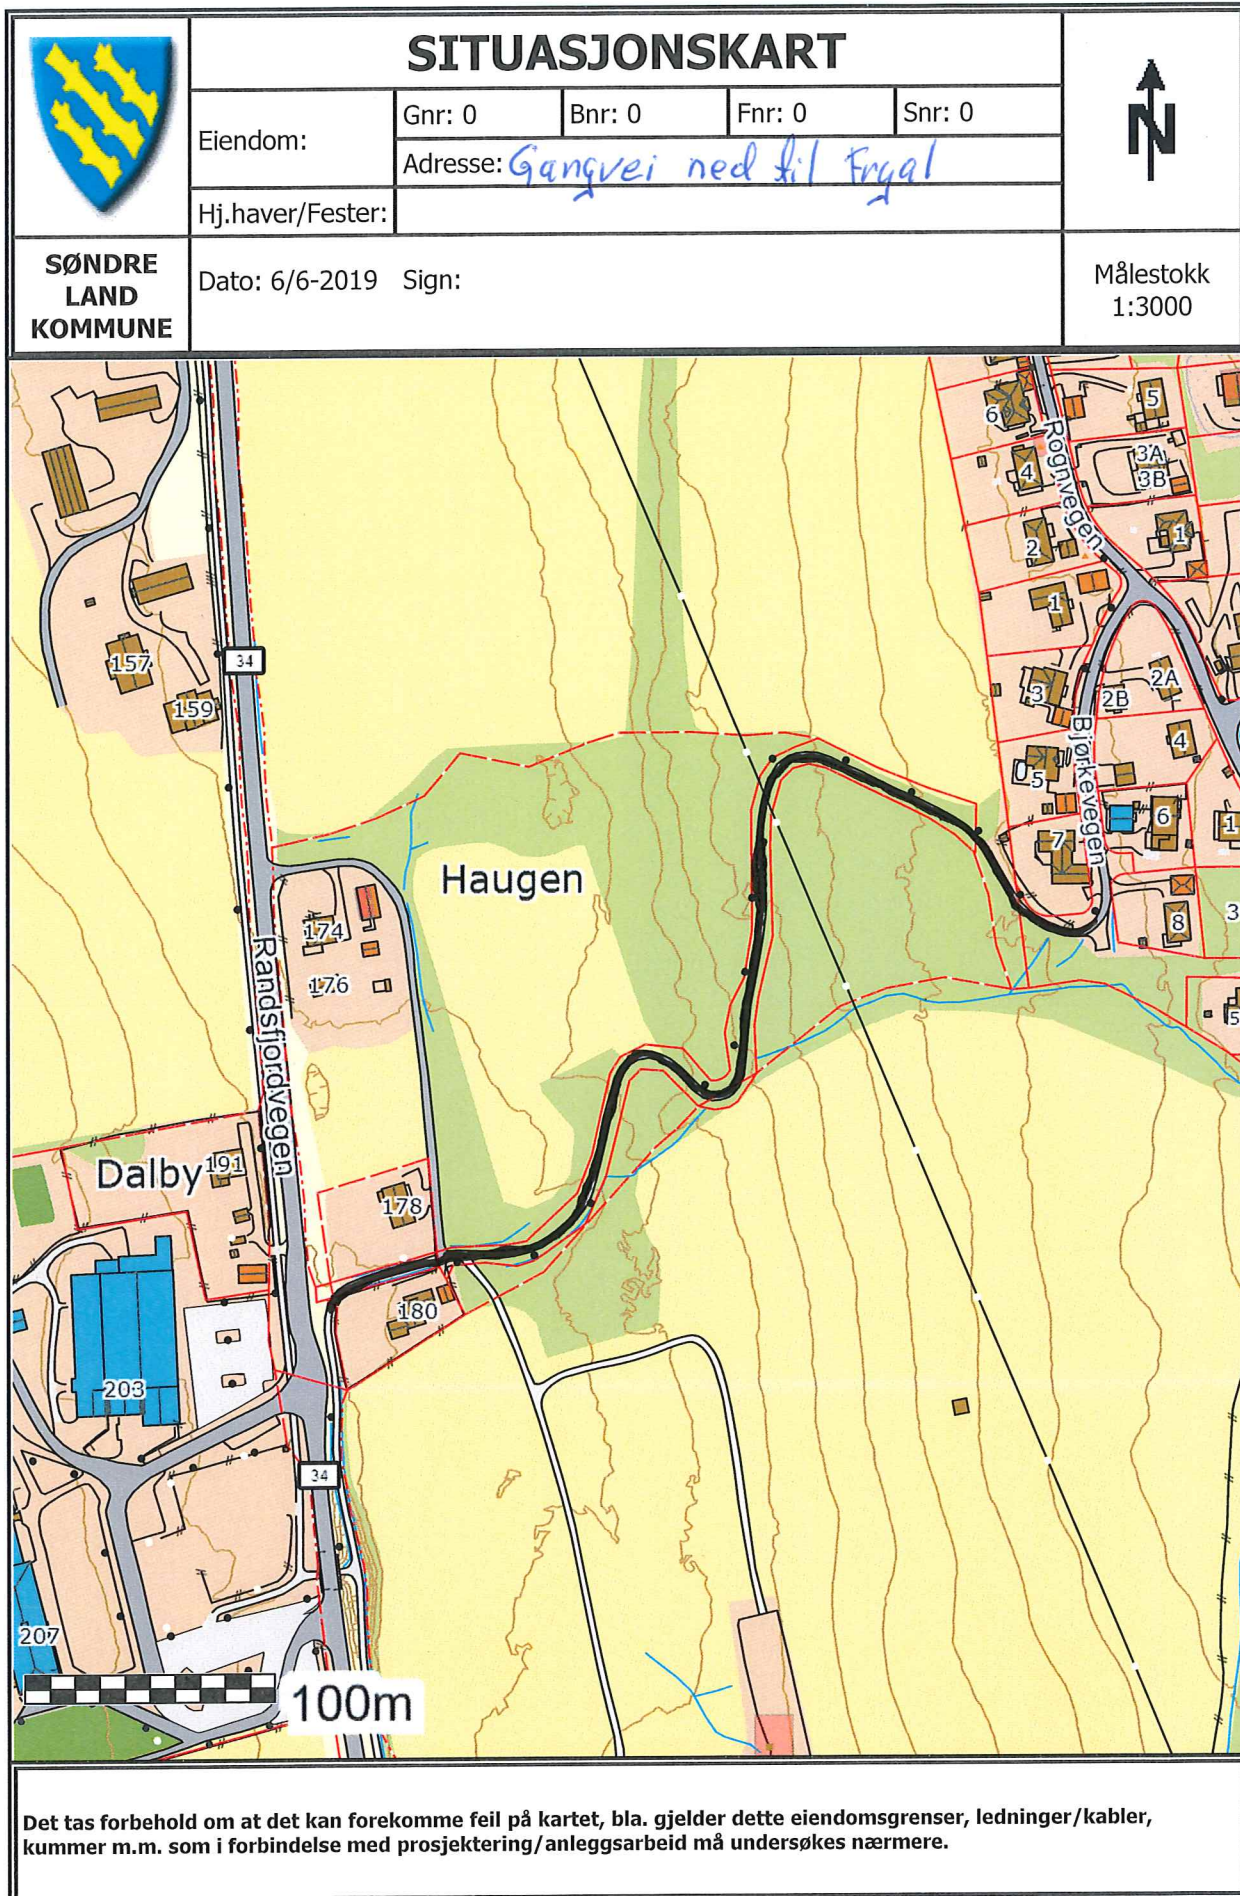 SITUASJONSKART
Eiendom:
Gnr: 0
Bnr: 0
Fnr: 0
Snr: 0
Adresse: Gangvei ned til Fryal
Hj.haver/Fester:
N
SØNDRE
LAND
KOMMUNE
Dato: 6/6-2019 Sign:
Målestokk
1:3000
6
5
Rognvegen
4
3A
3B
2
1
1
157
34
159
3
2B
2A
Bjørkevegen
4
5
6
1
7
Haugen
174
8
3
176
Randsfjordvegen
5
Dalby
191
178
180
203
34
207
100m
Det tas forbehold om at det kan forekomme feil på kartet, bla. gjelder dette eiendomsgrenser, ledninger/kabler,
kummer m.m. som i forbindelse med prosjektering/anleggsarbeid må undersøkes nærmere.